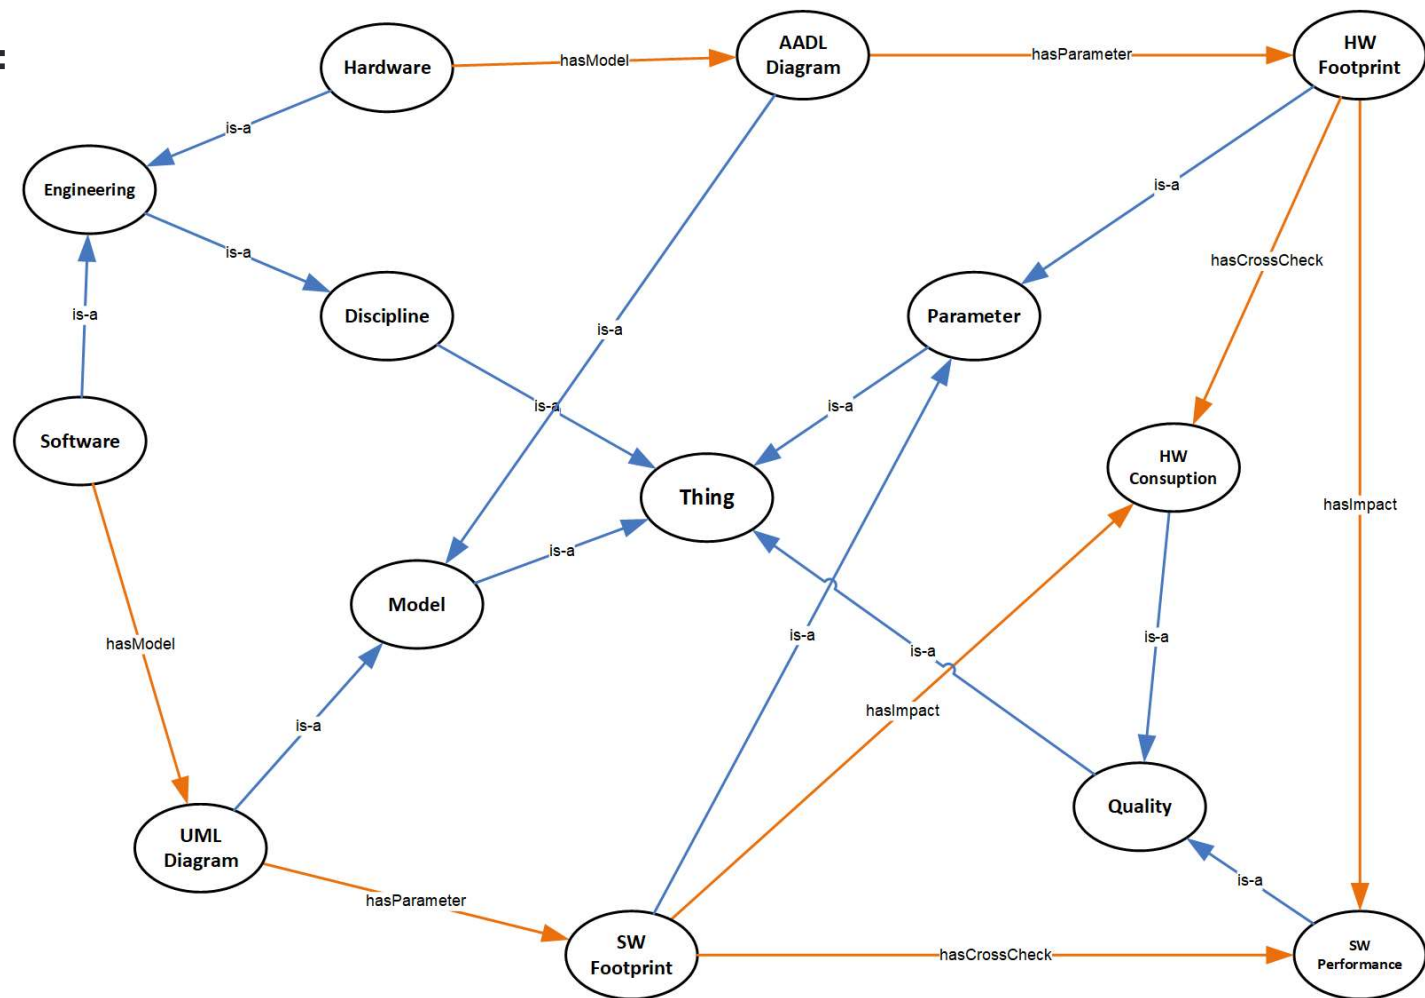 Hardware
hasModel
AADL
Diagram
hasParameter
HW
Footprint
is-a
Engineering
is-a
is-a
hasCrossCheck
is-a
Discipline
Parameter
is-a
is-a
is-a
Software
HW
Consuption
Thing
hasImpact
is-a
Model
hasModel
is-a
is-a
is-a
hasImpact
is-a
Quality
UML
Diagram
is-a
hasParameter
SW
Footprint
hasCrossCheck
SW
Performance